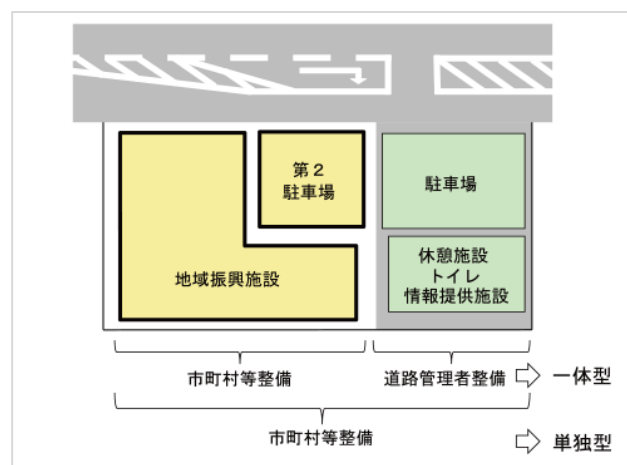 第２
駐車場
駐車場
地域振興施設
休憩施設
トイレ
情報提供施設
市町村等整備
道路管理者整備
一体型
市町村等整備
単独型